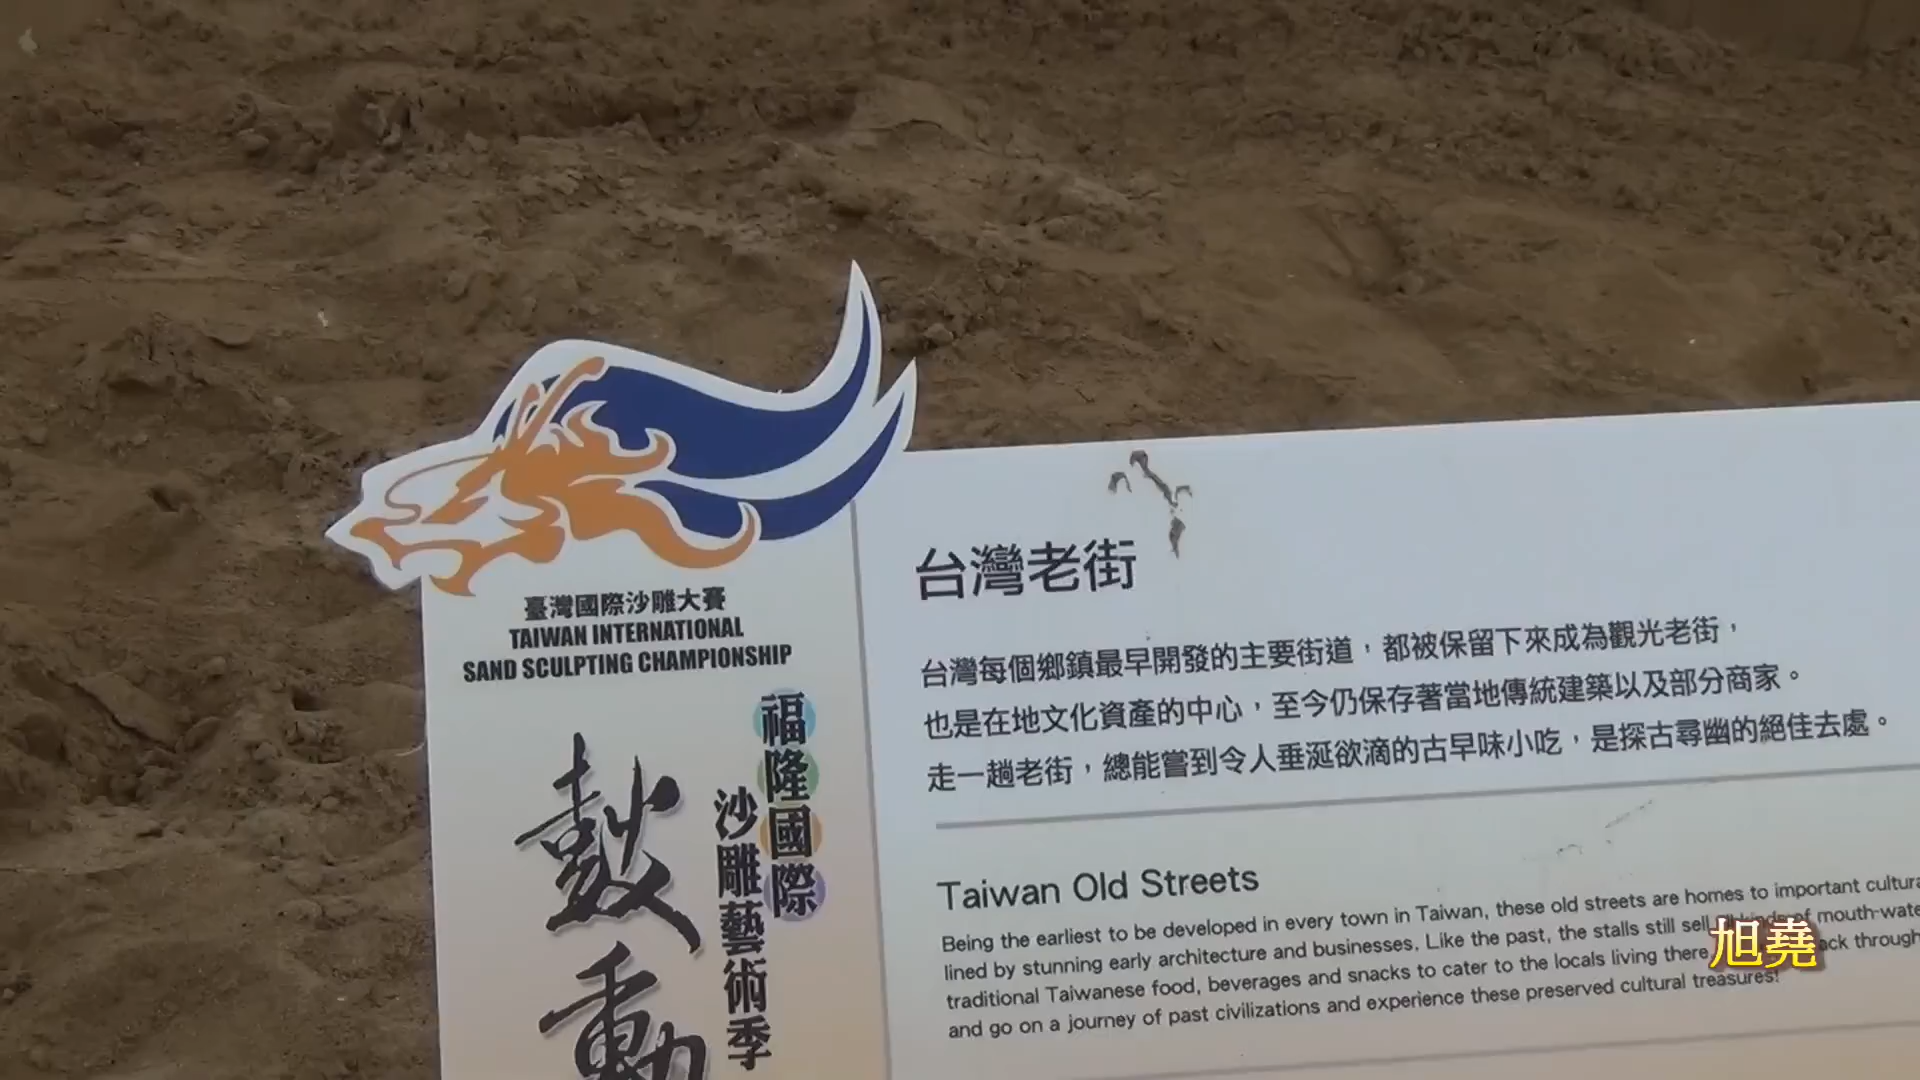 臺灣國際沙雕大賽
TAIWAN INTERNATIONAL
SAND SCULPTING CHAMPIONSHIP
福隆國際
沙雕藝術季
鼓動
台灣老街
台灣每個鄉鎮最早開發的主要街道，都被保留下來成為觀光老街，
也是在地文化資產的中心，至今仍保存著當地傳統建築以及部分商家。
走一趟老街，總能嘗到令人垂涎欲滴的古早味小吃，是探古尋幽的絕佳去處。
Taiwan Old Streets
Being the earliest to be developed in every town in Taiwan, these old streets are homes to important cultura
lined by stunning early architecture and businesses. Like the past, the stalls still sell all kinds of mouth-wate
traditional Taiwanese food, beverages and snacks to cater to the locals living there. ack through
and go on a journey of past civilizations and experience these preserved cultural treasures!
旭堯